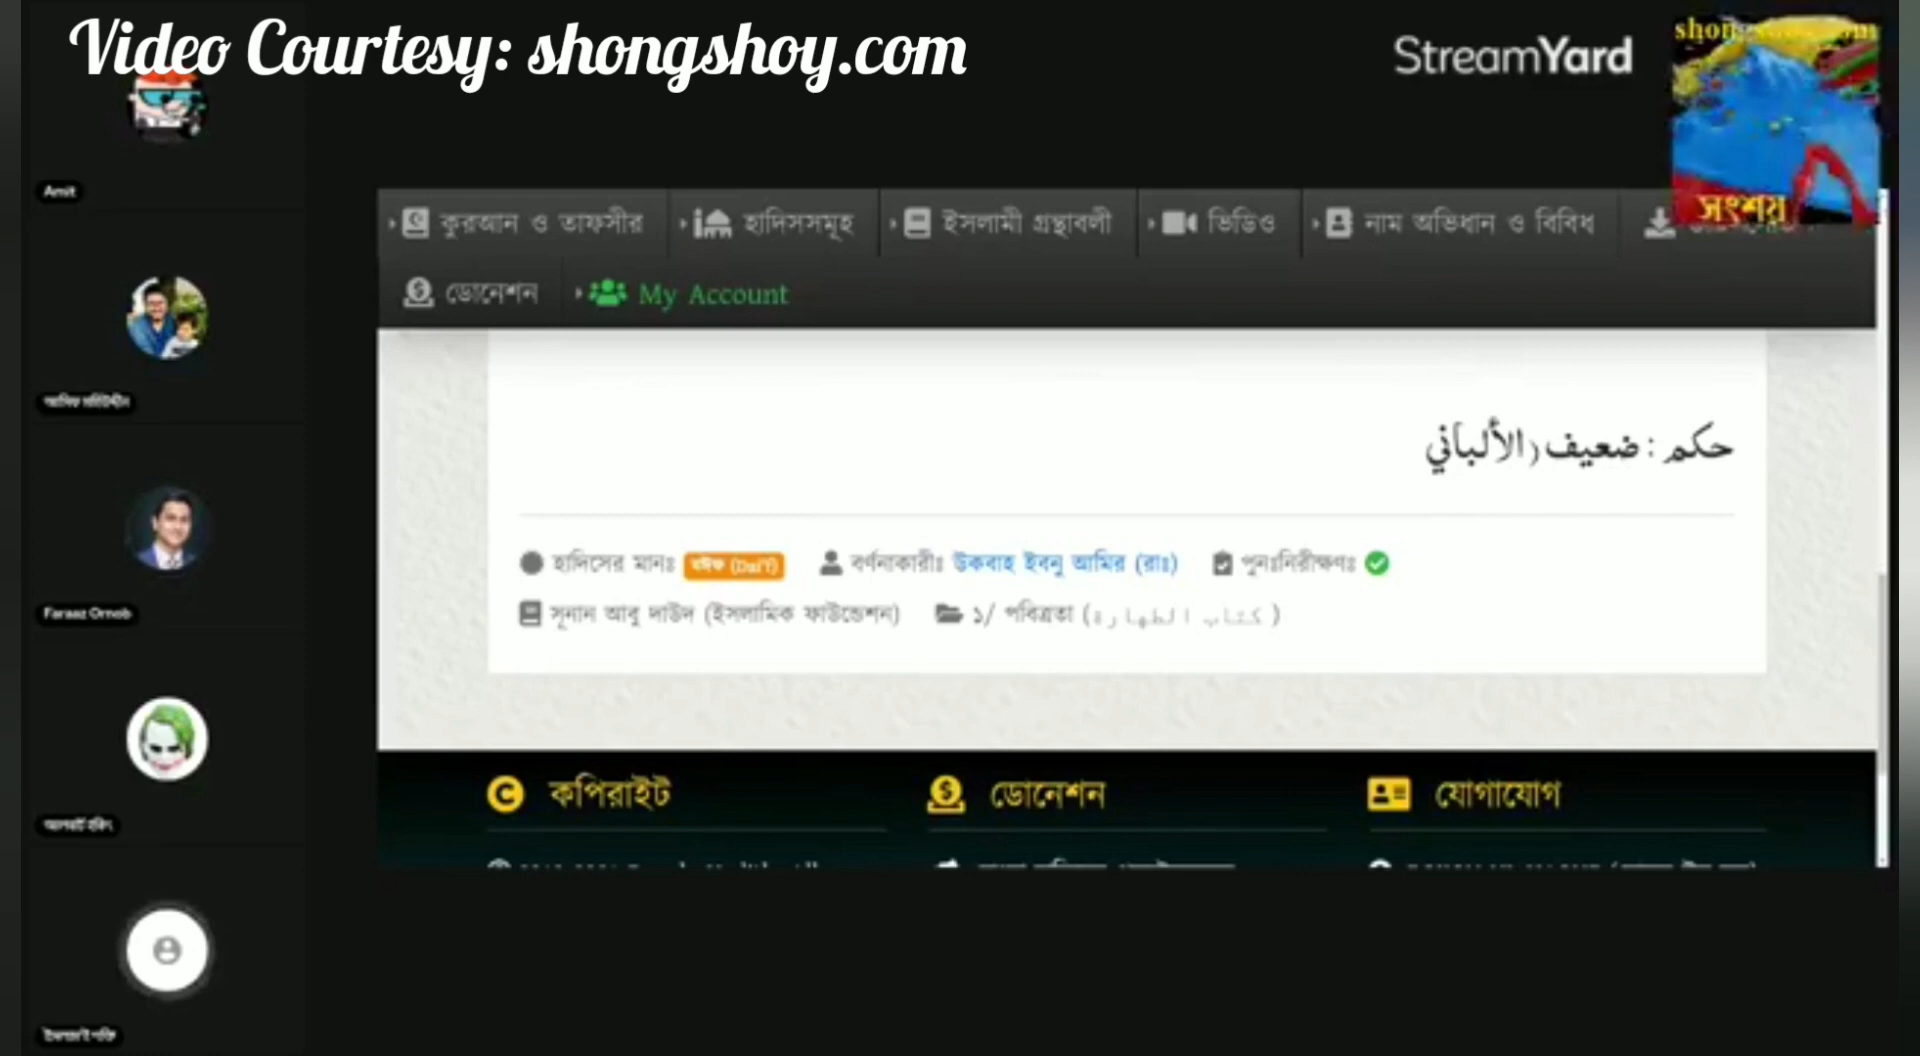 Video Courtesy: shongshoy.com
StreamYard
সংশয়
Amit
Faraaz Ornob
কুরআন ও তাফসীর
হাদিসসমূহ
ইসলামী গ্রন্থাবলী
ভিডিও
নাম অভিধান ও বিবিধ
ডোনেশন
My Account
حكم : ضعيف (الألباني
হাদিসের মানঃ যঈফ (Dai'f)
বর্ণনাকারীঃ উকবাহ ইবনু আমির (রাঃ)
পুনঃনিরীক্ষণঃ
সূনান আবু দাউদ (ইসলামিক ফাউন্ডেশন)
১/ পবিত্রতা (كتاب الطهارة )
কপিরাইট
ডোনেশন
যোগাযোগ